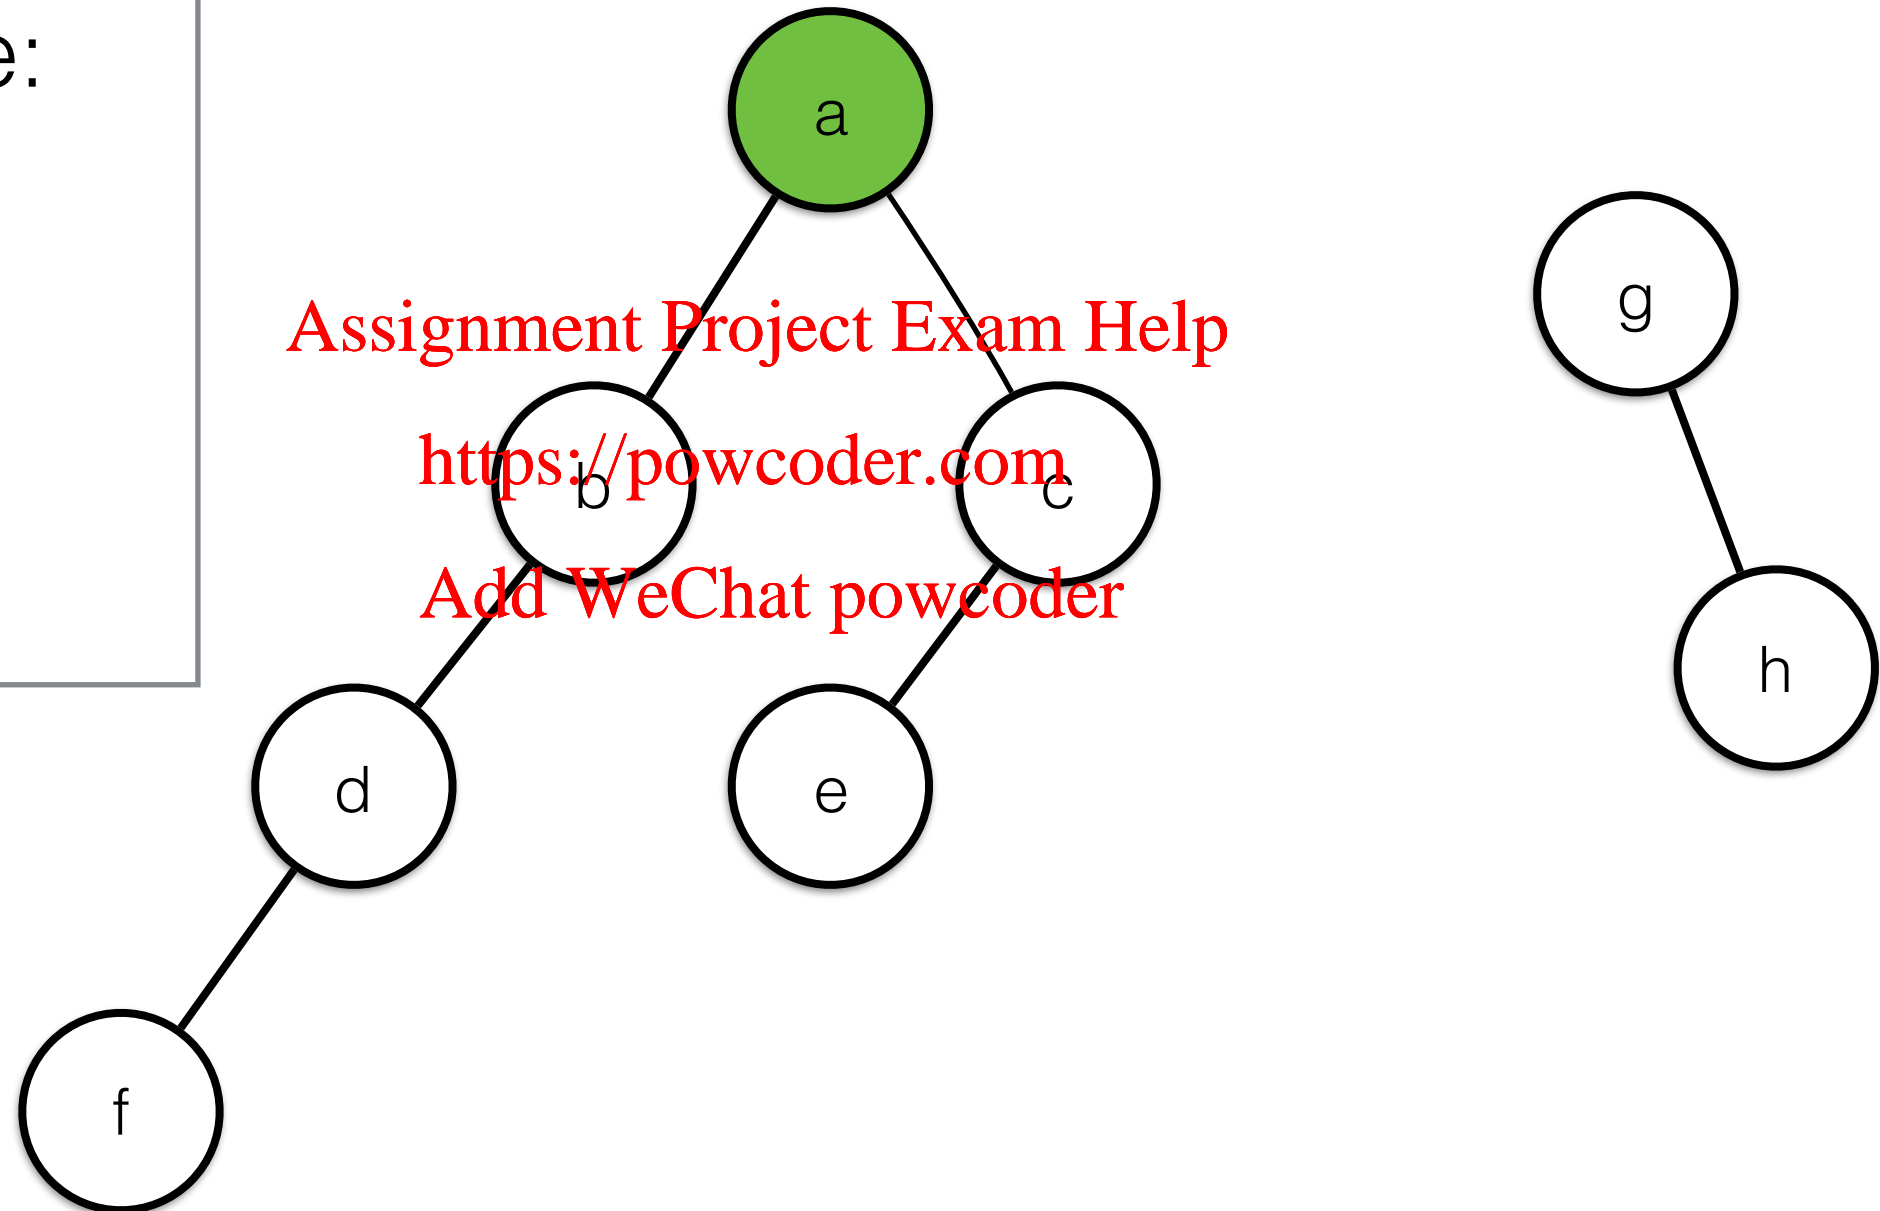 e:
a
g
Assignment Project Exam Help
https://powcoder.com
b
c
Add WeChat powcoder
h
d
e
f